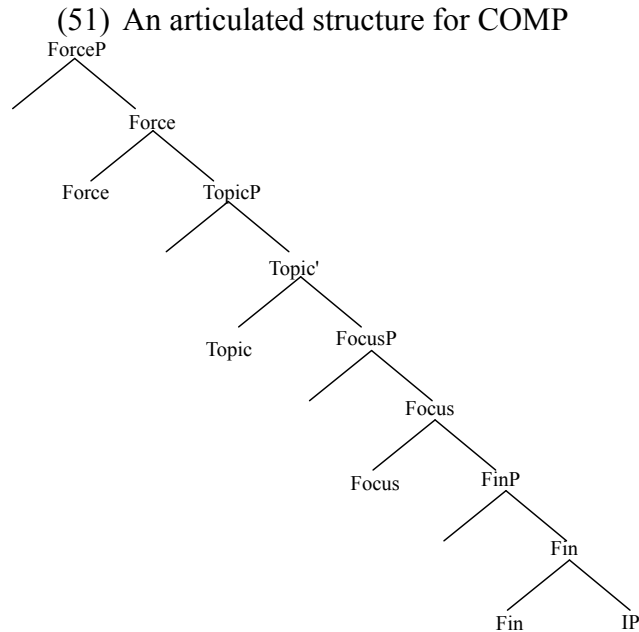 (51) An articulated structure for COMP
ForceP
Force
Force
TopicP
Topic'
Topic
FocusP
Focus
Focus
FinP
Fin
Fin
IP